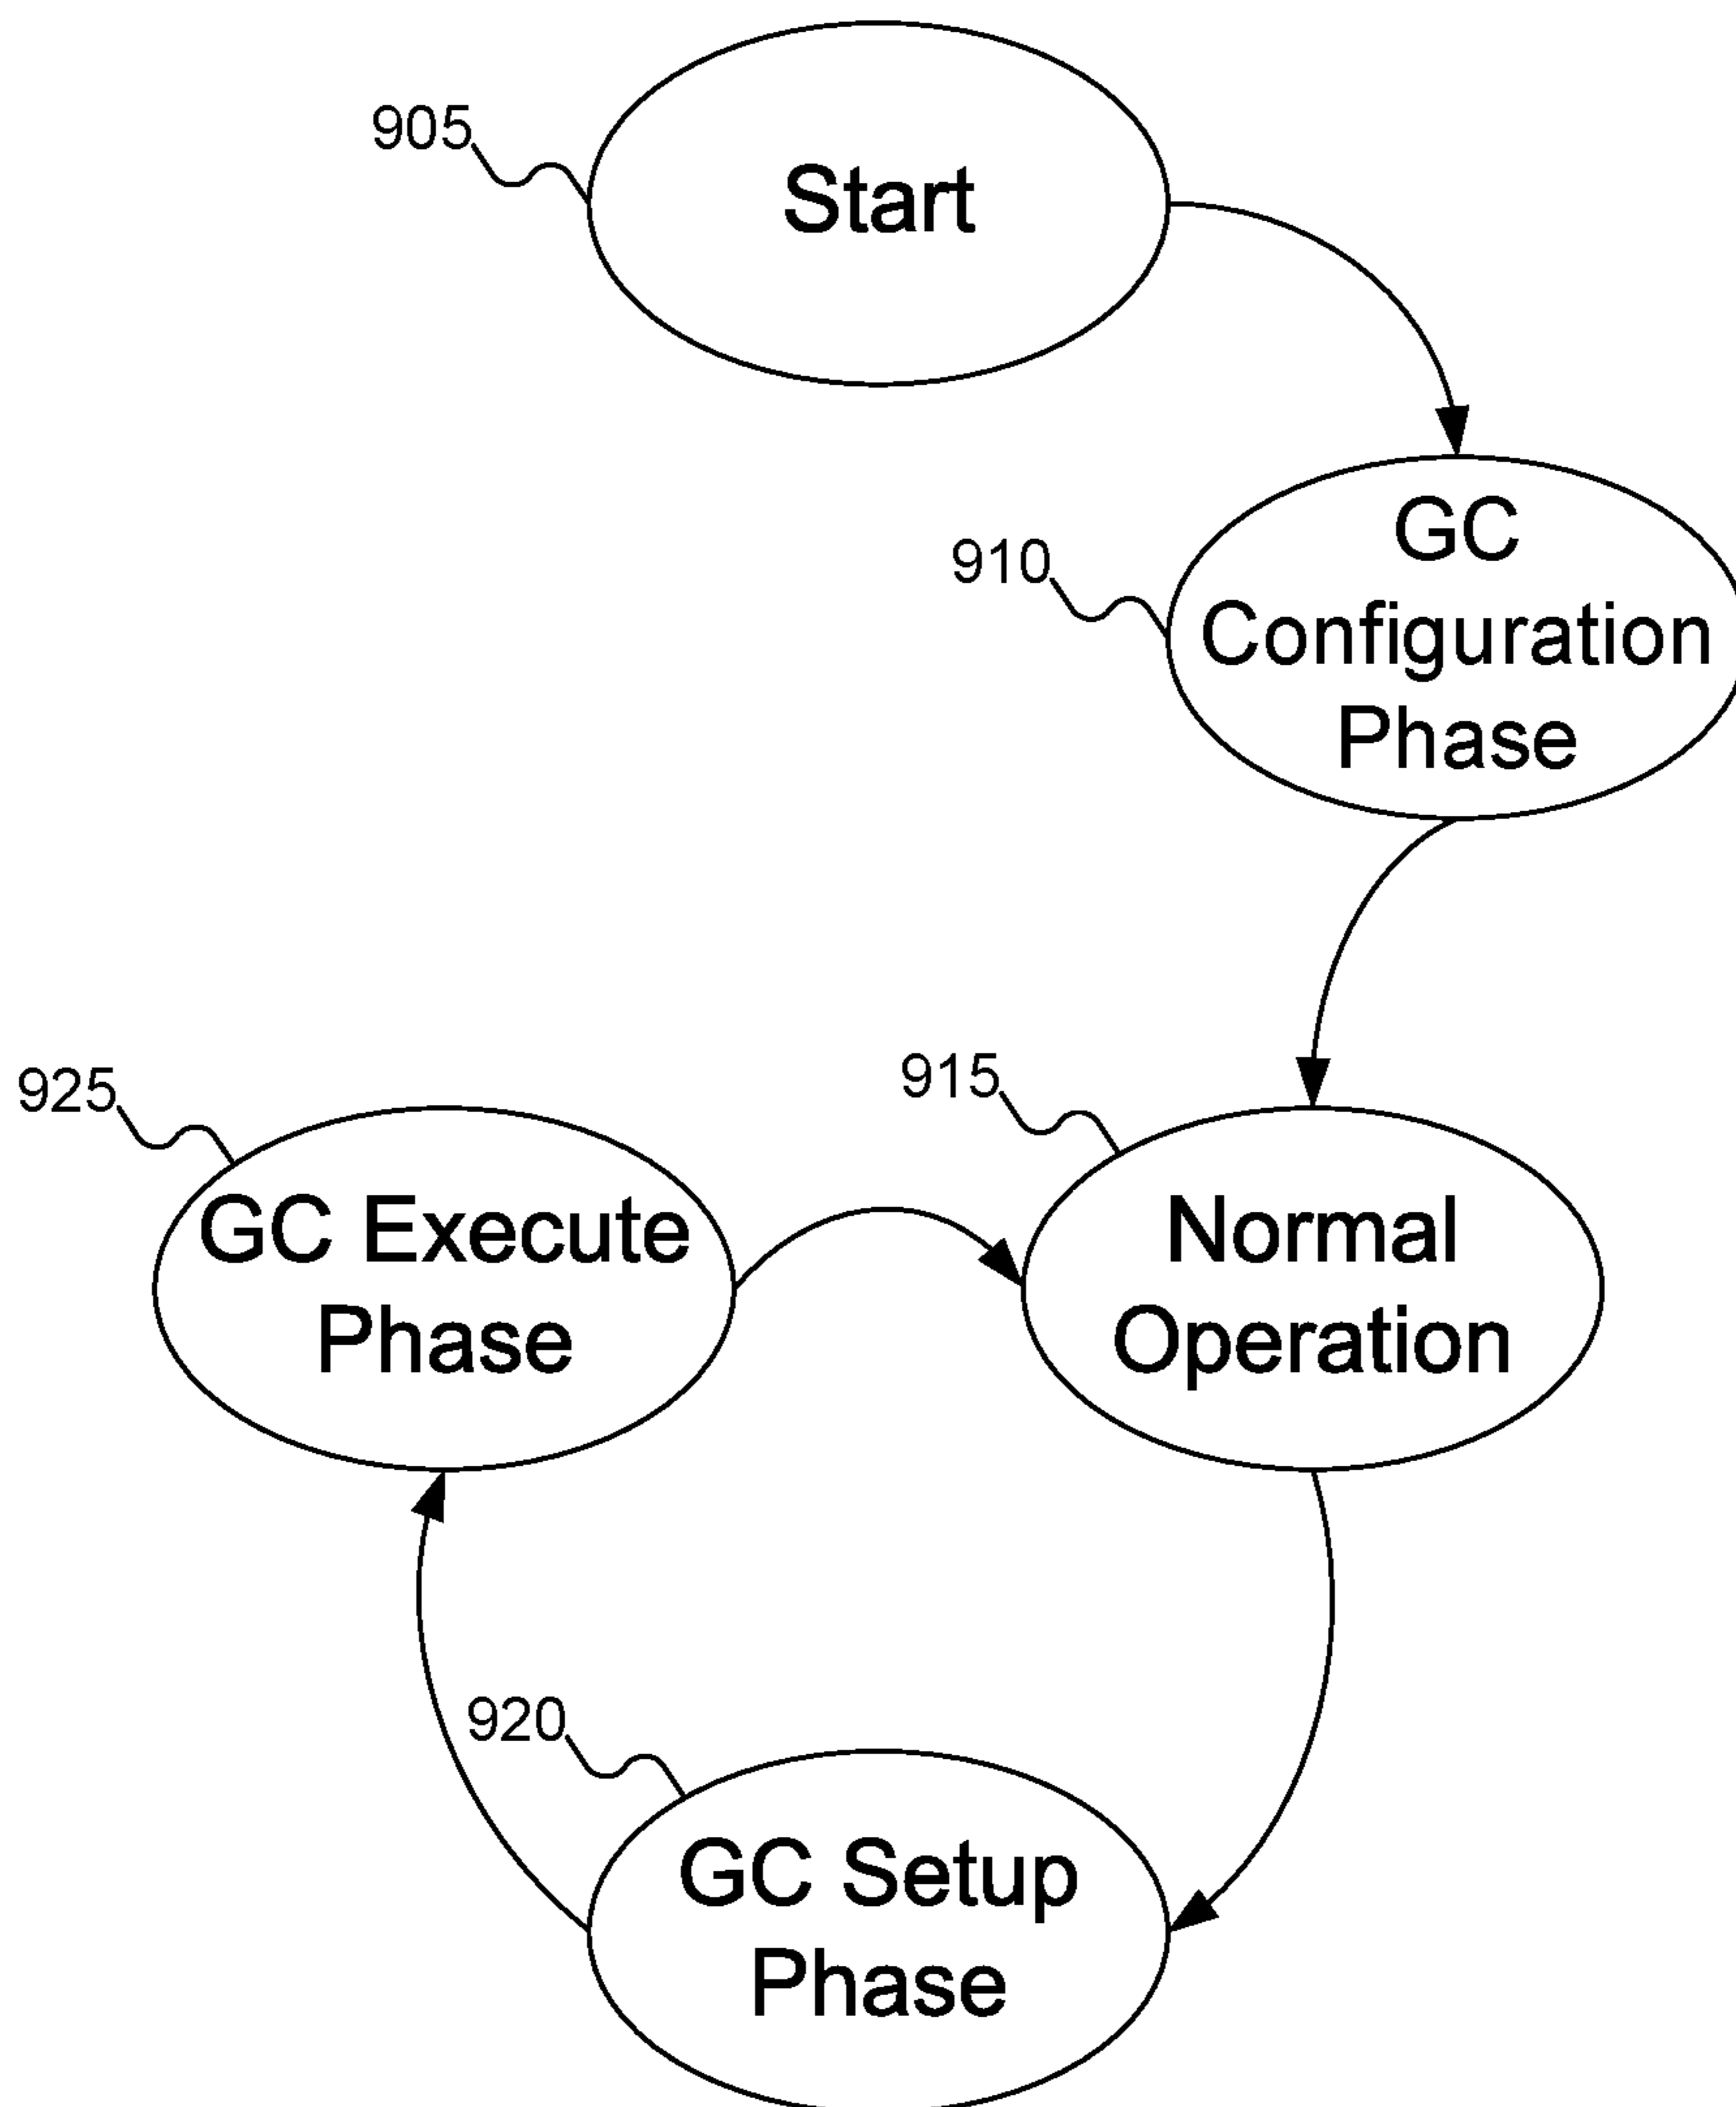 905
Start
910
GC
Configuration
Phase
925
GC Execute
Phase
915
Normal
Operation
920
GC Setup
Phase